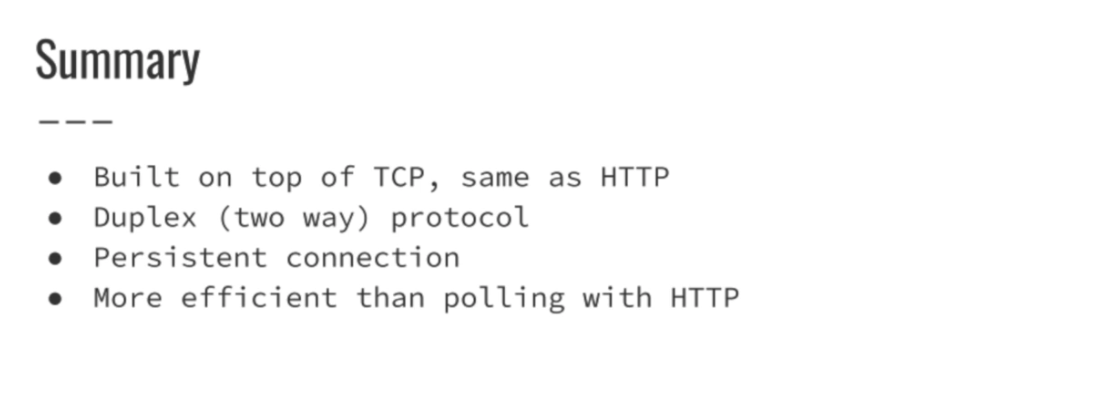 Summary
---
● Built on top of TCP, same as HTTP
● Duplex (two way) protocol
● Persistent connection
● More efficient than polling with HTTP